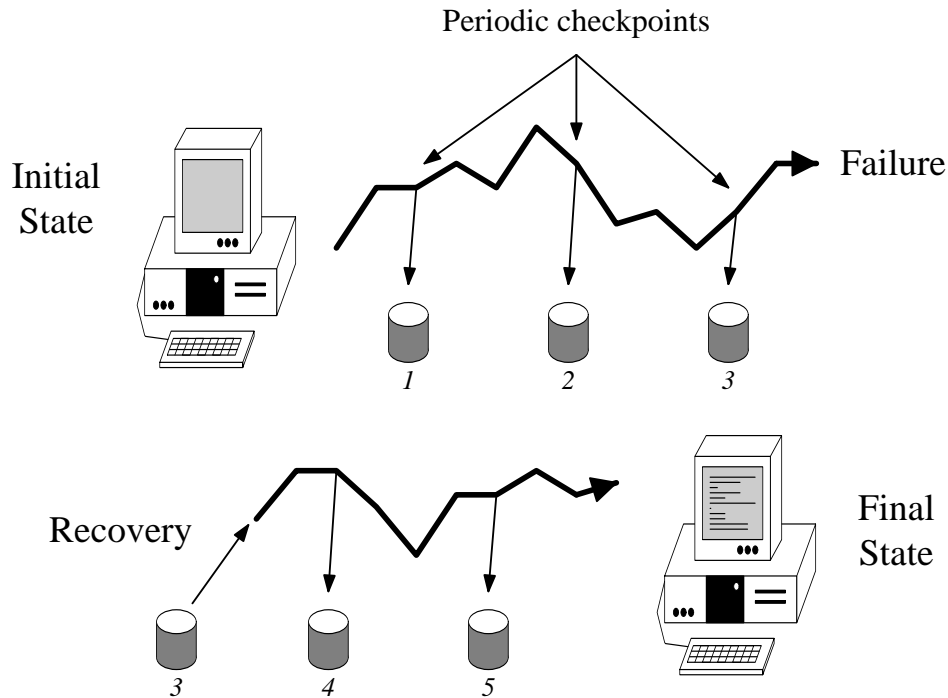 Periodic checkpoints
Initial
State
Failure
1
2
3
Recovery
Final
State
3
4
5